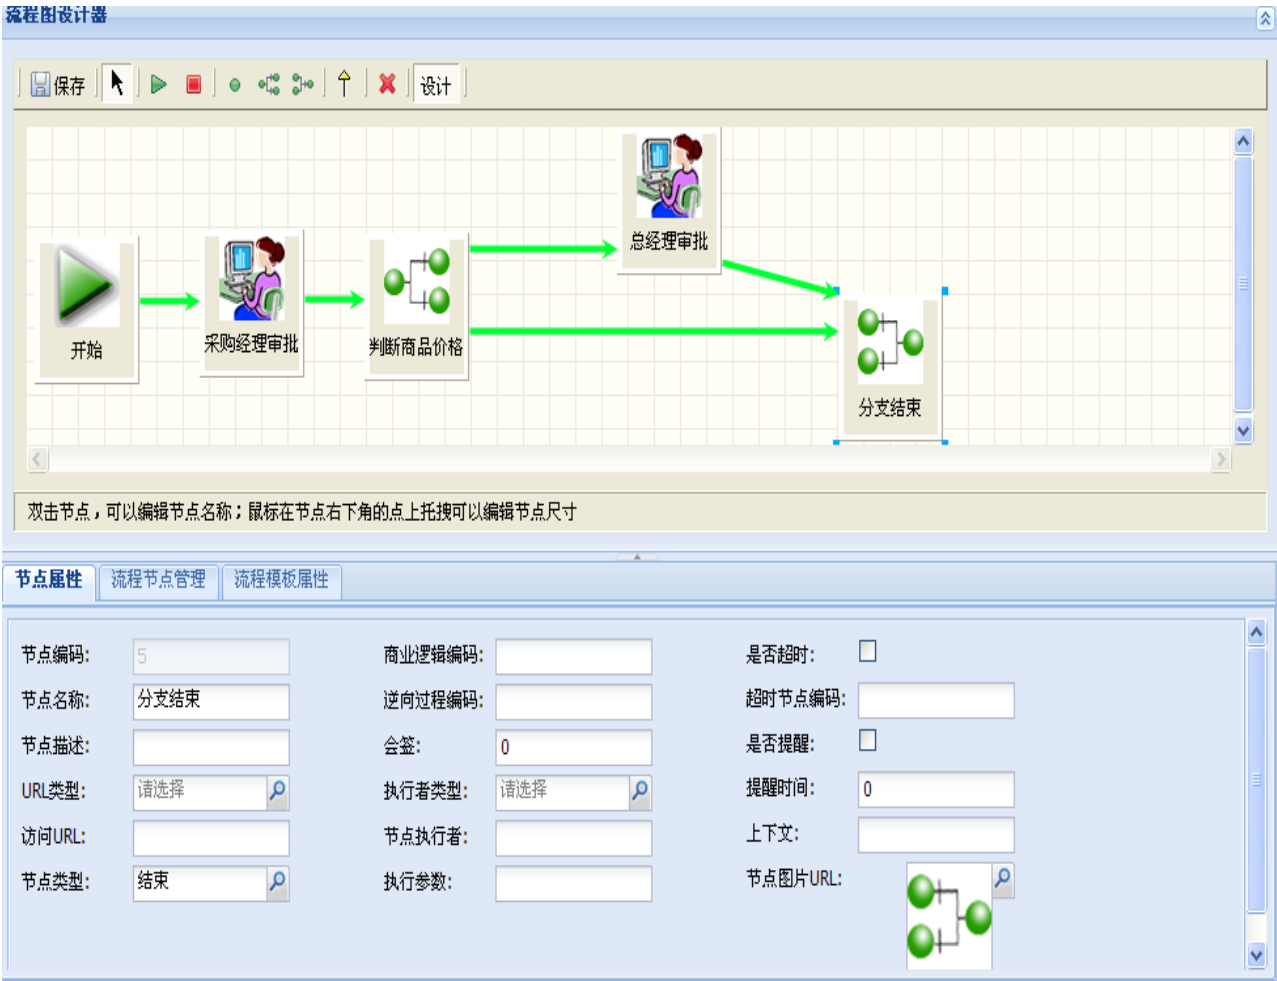 流程图设计器
保存 设计
总经理审批
开始 采购经理审批 判断商品价格
分支结束
双击节点，可以编辑节点名称；鼠标在节点右下角的点上托拽可以编辑节点尺寸
节点属性 流程节点管理 流程模板属性
节点编码: 5 商业逻辑编码: 是否超时:
节点名称: 分支结束 逆向过程编码: 超时节点编码:
节点描述: 会签: 0 是否提醒:
URL类型: 请选择 执行者类型: 请选择 提醒时间: 0
访问URL: 节点执行者: 上下文:
节点类型: 结束 执行参数: 节点图片URL: